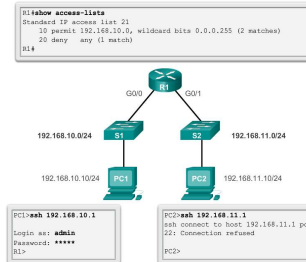 R1#show access-lists
Standard IP access list 21
10 permit 192.168.10.0, wildcard bits 0.0.0.255 (2 matches)
20 deny any (1 match)
R1#
R1
G0/0
G0/1
192.168.10.0/24
S1
S2
192.168.11.0/24
192.168.10.10/24
PC1
PC2
192.168.11.10/24
PC1>ssh 192.168.10.1
Login as: admin
Password: *****
R1>
PC2>ssh 192.168.11.1
ssh connect to host 192.168.11.1 po
22: Connection refused
PC2>